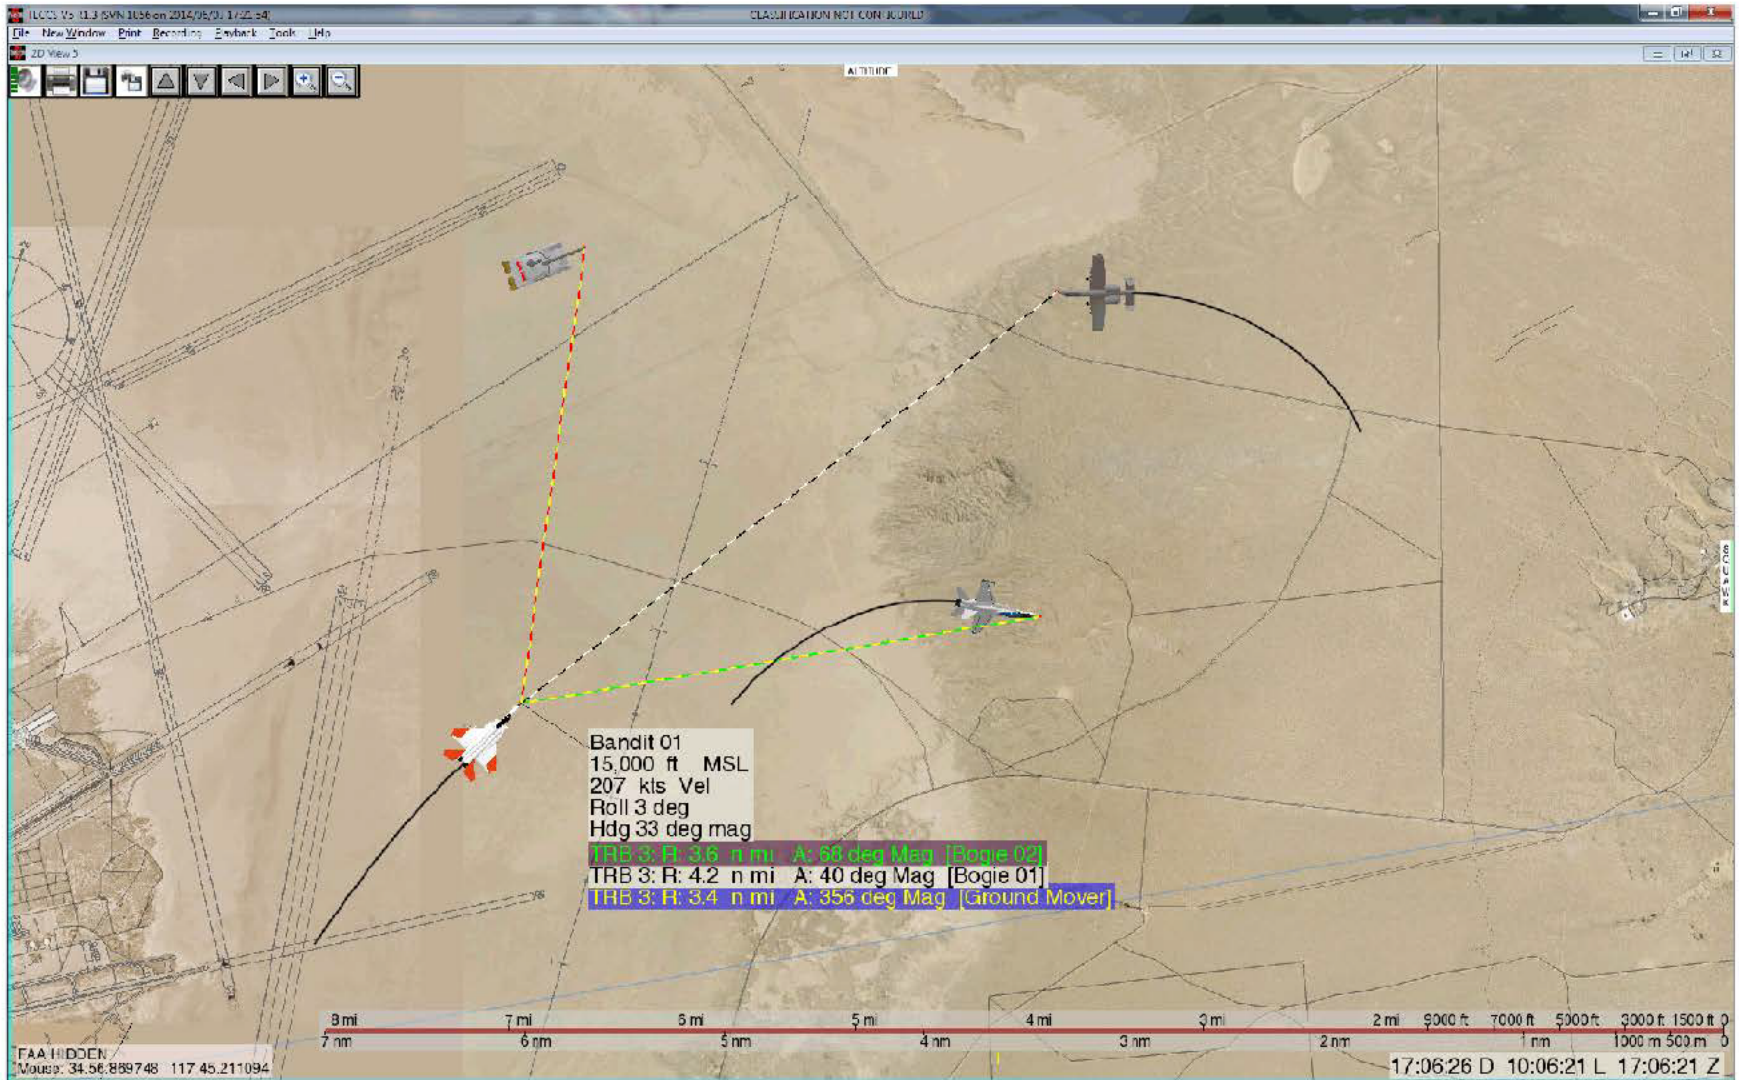 CLASSIFICATION NOT CONFIGURED
File New Window Print Recording Playback Tools Help
2D View 5
ALTITUDE
SQUAWK
Bandit 01
15,000 ft MSL
207 kts Vel
Roll 3 deg
Hdg 33 deg mag
TRB 3: R: 3.6 n mi A: 68 deg Mag [Bogie 02]
TRB 3: R: 4.2 n mi A: 40 deg Mag [Bogie 01]
TRB 3: R: 3.4 n mi A: 356 deg Mag [Ground Mover]
8 mi 7 mi 6 mi 5 mi 4 mi 3 mi 2 mi 9000 ft 7000 ft 5000 ft 3000 ft 1500 ft 0
7 nm 6 nm 5 nm 4 nm 3 nm 2 nm 1 nm 1000 m 500 m 0
FAA HIDDEN
Mouse: 34.56.869748 117 45.211094
17:06:26 D 10:06:21 L 17:06:21 Z